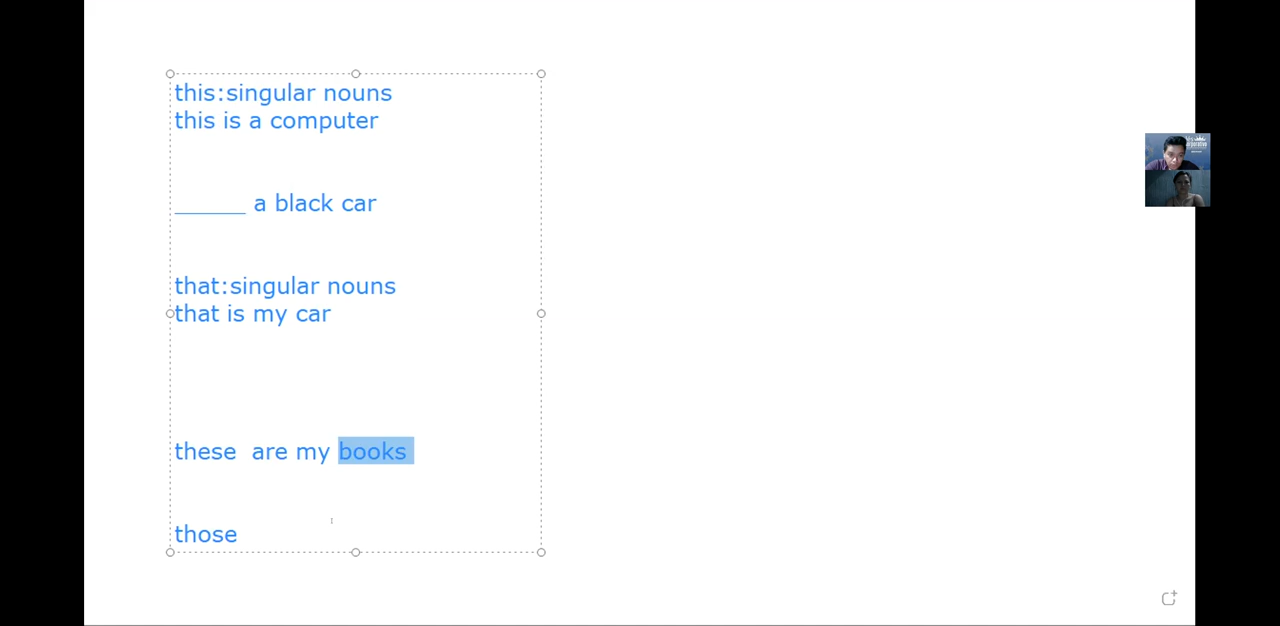 this:singular nouns
this is a computer
______ a black car
that:singular nouns
that is my car
these  are my books
those